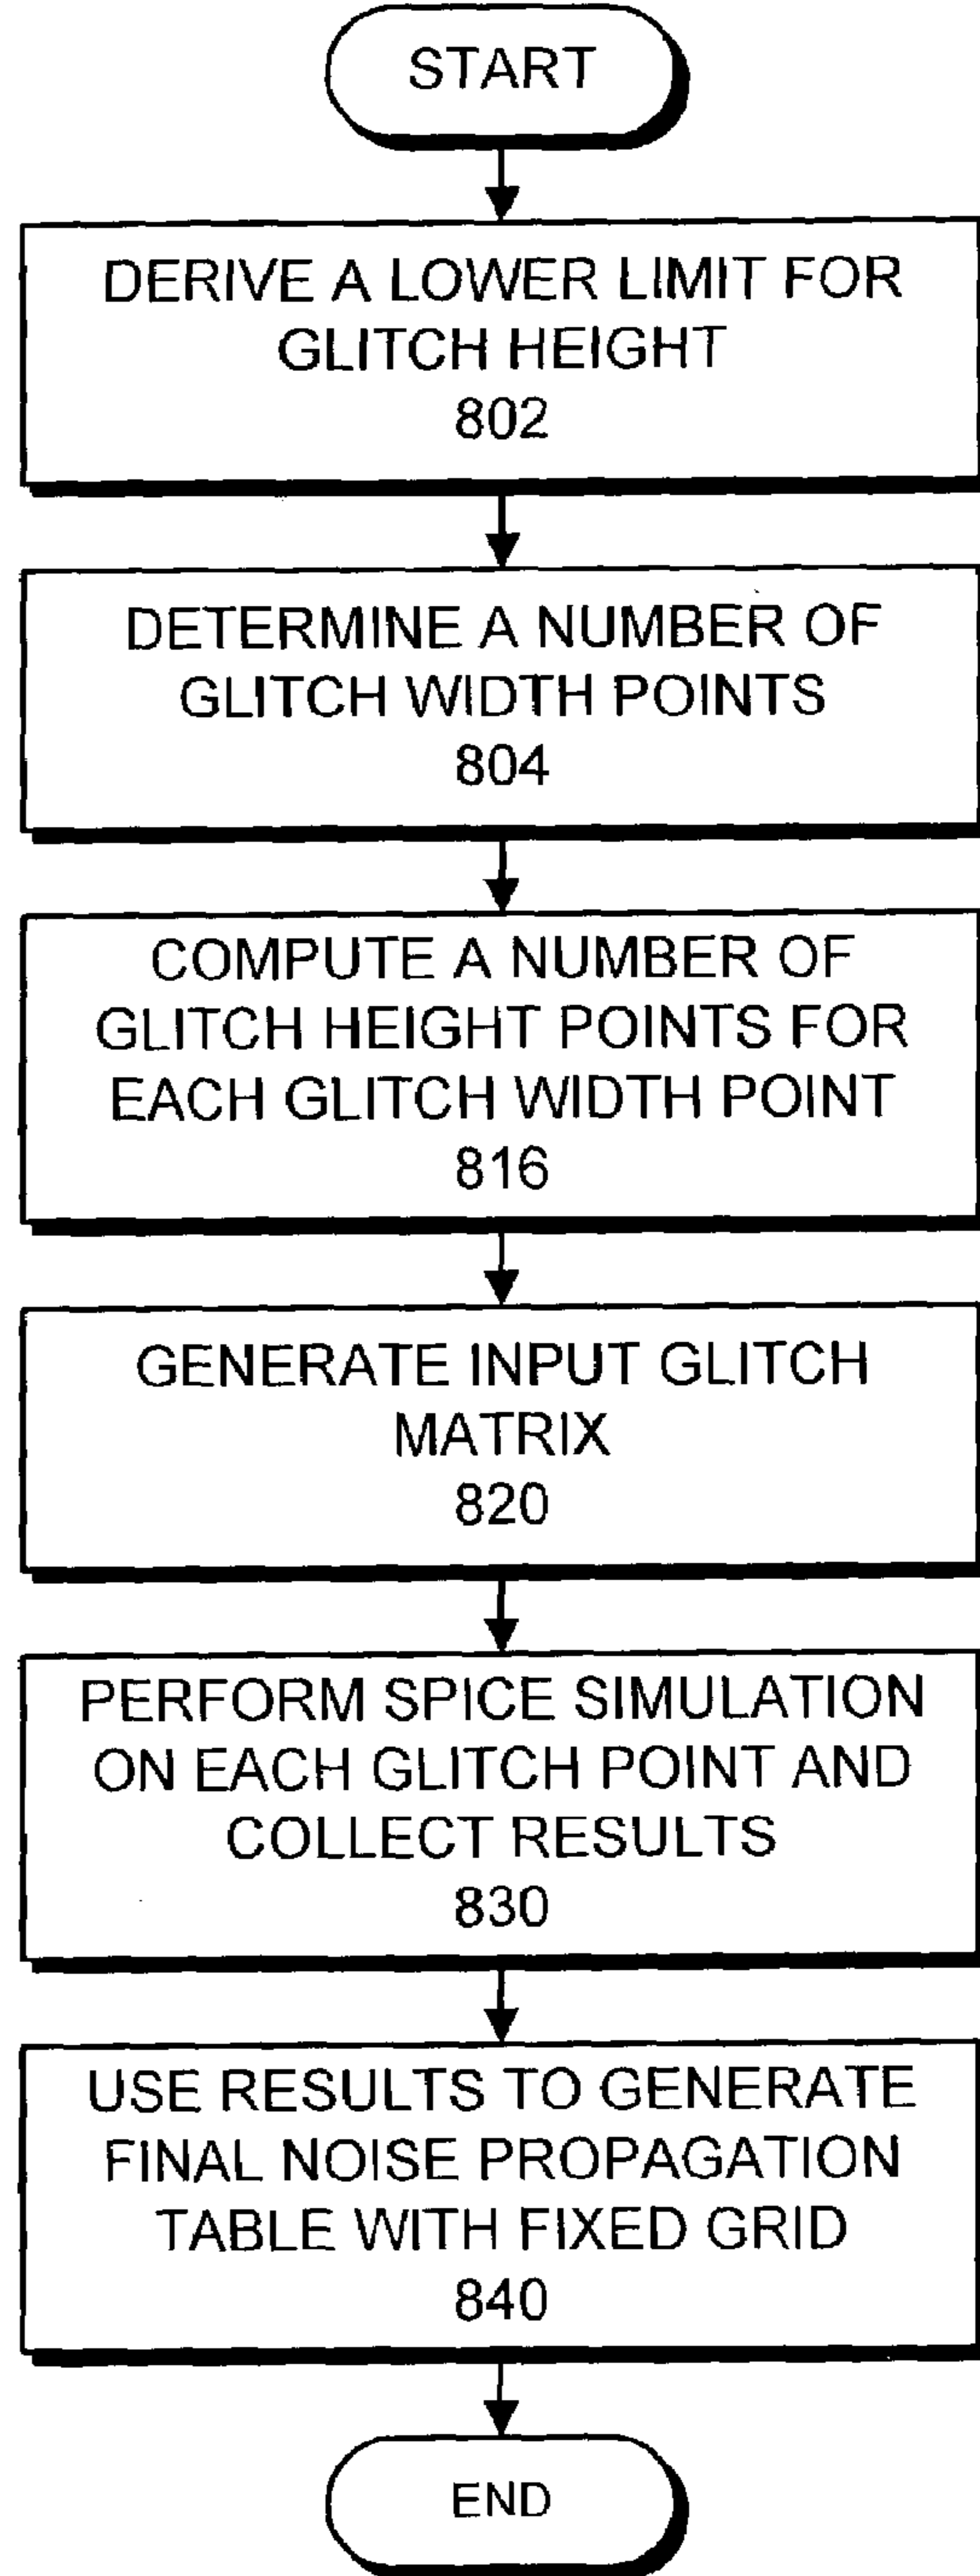 START
DERIVE A LOWER LIMIT FOR
GLITCH HEIGHT
802
DETERMINE A NUMBER OF
GLITCH WIDTH POINTS
804
COMPUTE A NUMBER OF
GLITCH HEIGHT POINTS FOR
EACH GLITCH WIDTH POINT
816
GENERATE INPUT GLITCH
MATRIX
820
PERFORM SPICE SIMULATION
ON EACH GLITCH POINT AND
COLLECT RESULTS
830
USE RESULTS TO GENERATE
FINAL NOISE PROPAGATION
TABLE WITH FIXED GRID
840
END